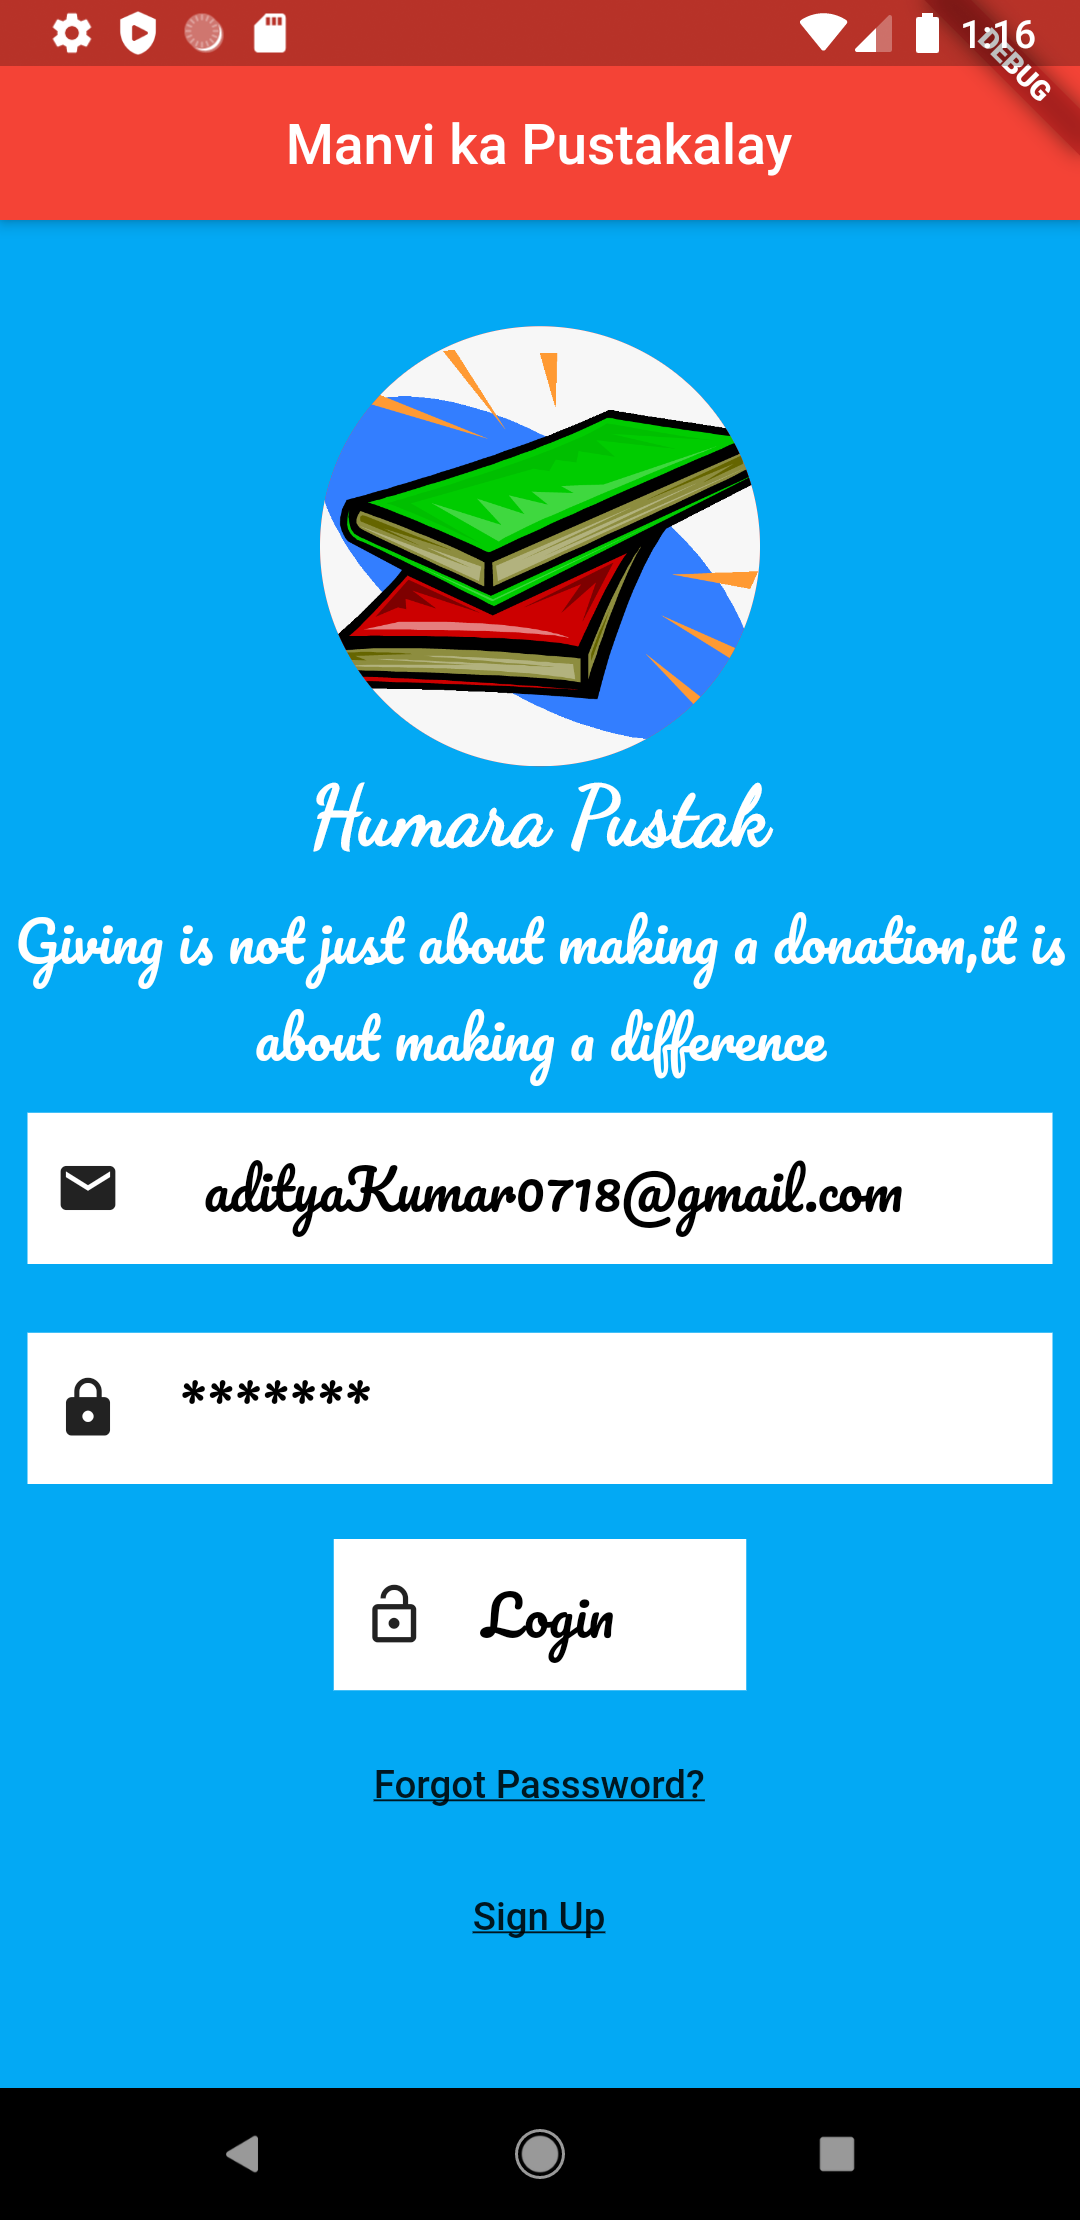 1:16
DEBUG
Manvi ka Pustakalay
Humara Pustak
Giving is not just about making a donation,it is
about making a difference
adityaKumar0718@gmail.com
*******
Login
Forgot Passsword?
Sign Up